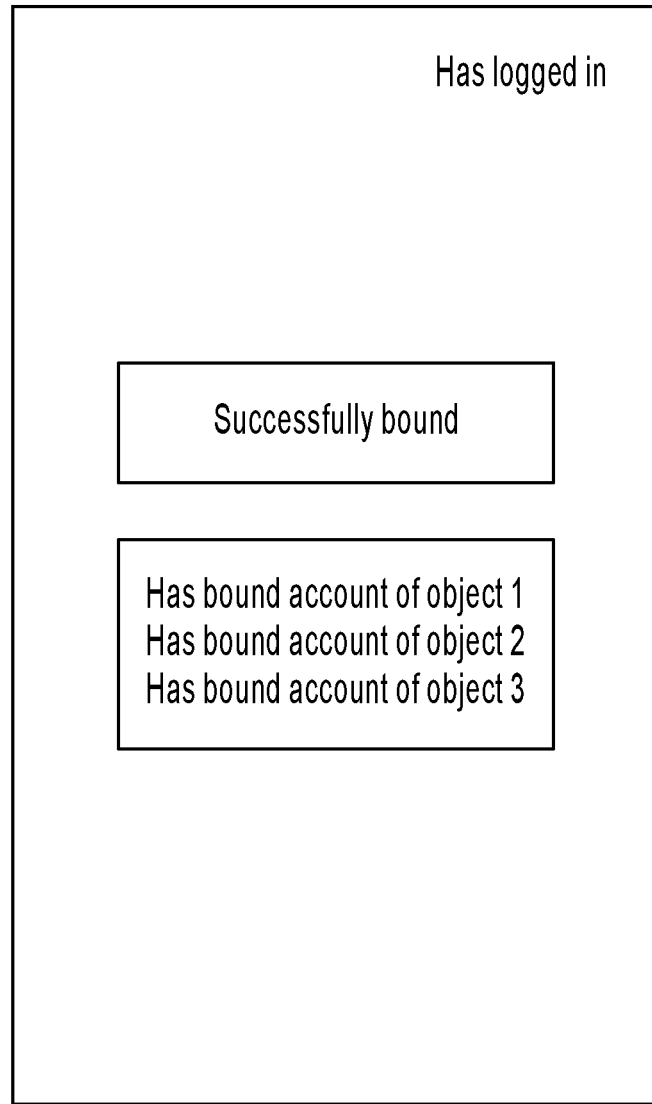 Has logged in
Successfully bound
Has bound account of object 1
Has bound account of object 2
Has bound account of object 3